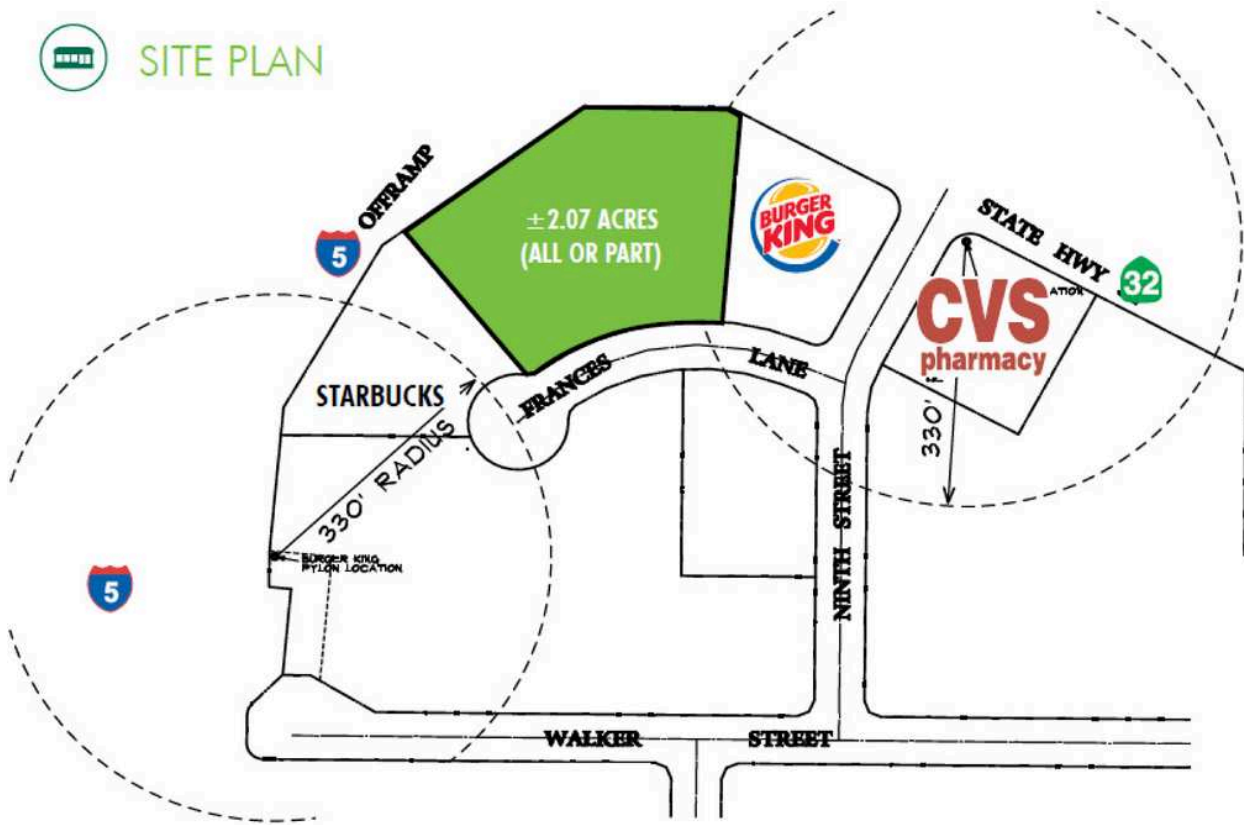 SITE PLAN
OFFRAMP
5
±2.07 ACRES
(ALL OR PART)
BURGER
KING
STATE HWY
32
CVS
pharmacy
STARBUCKS
FRANCES
LANE
330' RADIUS
330'
NINTH STREET
BURGER KING
PYLON LOCATION
5
WALKER STREET